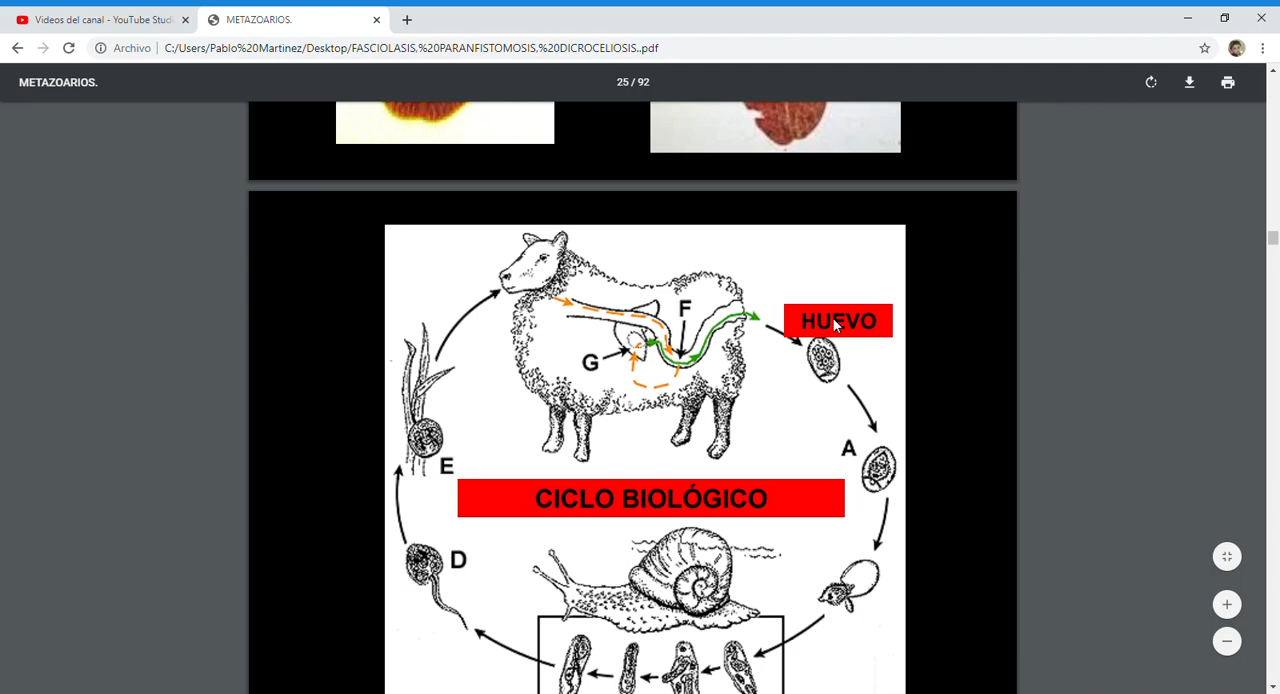 Videos del canal - YouTube Stud
METAZOARIOS.
Archivo
C:/Users/Pablo%20Martinez/Desktop/FASCIOLASIS,%20PARANFISTOMOSIS,%20DICROCELIOSIS..pdf
METAZOARIOS.
25 / 92
HUEVO
F
G
A
E
CICLO BIOLÓGICO
D